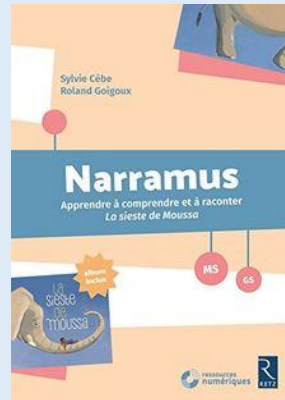 Sylvie Cèbe
Roland Goigoux
Narramus
Apprendre à comprendre et à raconter
La sieste de Moussa
MS
GS
album
inclus
La
sieste
de
moussa
ressources
numériques
R
RETZ